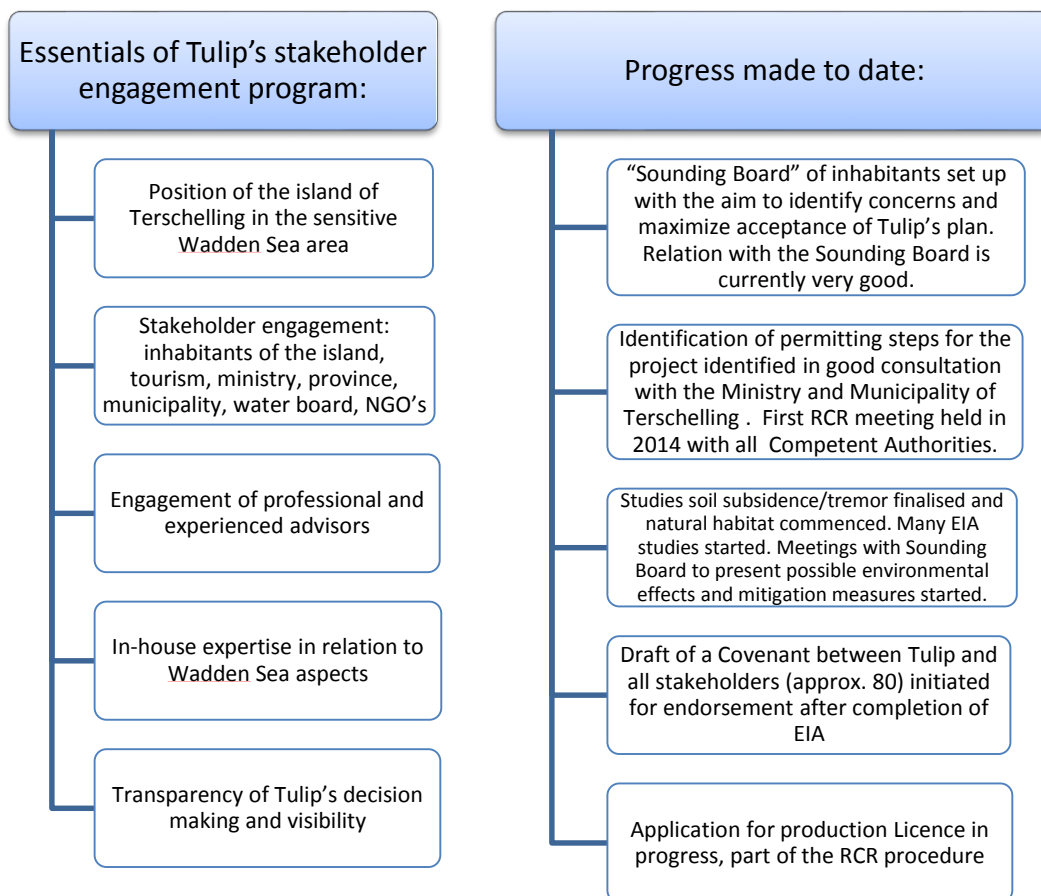 Essentials of Tulip's stakeholder
engagement program:
Position of the island of
Terschelling in the sensitive
Wadden Sea area
Stakeholder engagement:
inhabitants of the island,
tourism, ministry, province,
municipality, water board, NGO's
Engagement of professional and
experienced advisors
In-house expertise in relation to
Wadden Sea aspects
Transparency of Tulip's decision
making and visibility
Progress made to date:
“Sounding Board” of inhabitants set up
with the aim to identify concerns and
maximize acceptance of Tulip's plan.
Relation with the Sounding Board is
currently very good.
Identification of permitting steps for the
project identified in good consultation
with the Ministry and Municipality of
Terschelling . First RCR meeting held in
2014 with all Competent Authorities.
Studies soil subsidence/tremor finalised and
natural habitat commenced. Many EIA
studies started. Meetings with Sounding
Board to present possible environmental
effects and mitigation measures started.
Draft of a Covenant between Tulip and
all stakeholders (approx. 80) initiated
for endorsement after completion of
EIA
Application for production Licence in
progress, part of the RCR procedure